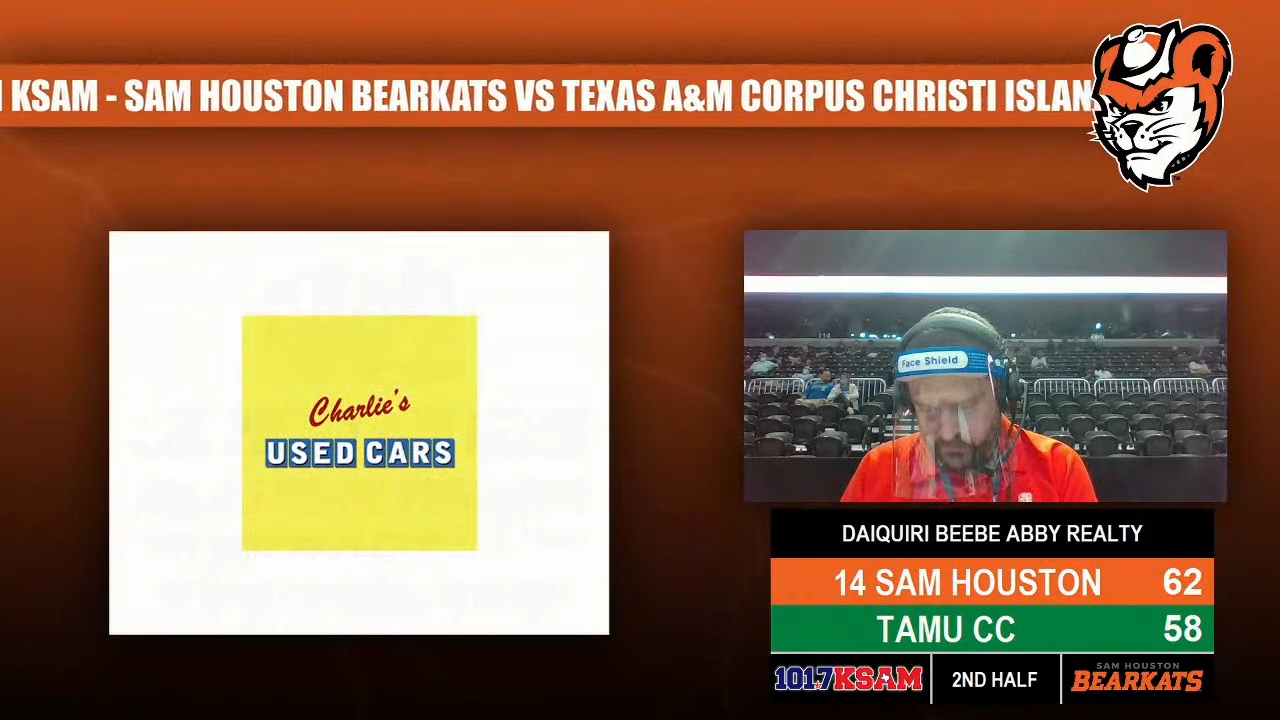 KSAM - SAM HOUSTON BEARKATS VS TEXAS A&M CORPUS CHRISTI ISLAN
Charlie's
USED CARS
114
Face Shield
DAIQUIRI BEEBE ABBY REALTY
14 SAM HOUSTON 62
TAMU CC 58
101.7 KSAM
2ND HALF
SAM HOUSTON
BEARKATS